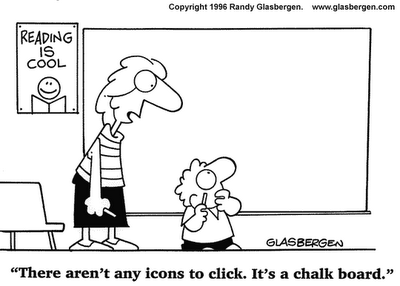 Copyright 1996 Randy Glasbergen. www.glasbergen.com
READING
IS
COOL
GLASBERGEN
“There aren’t any icons to click. It’s a chalk board.”